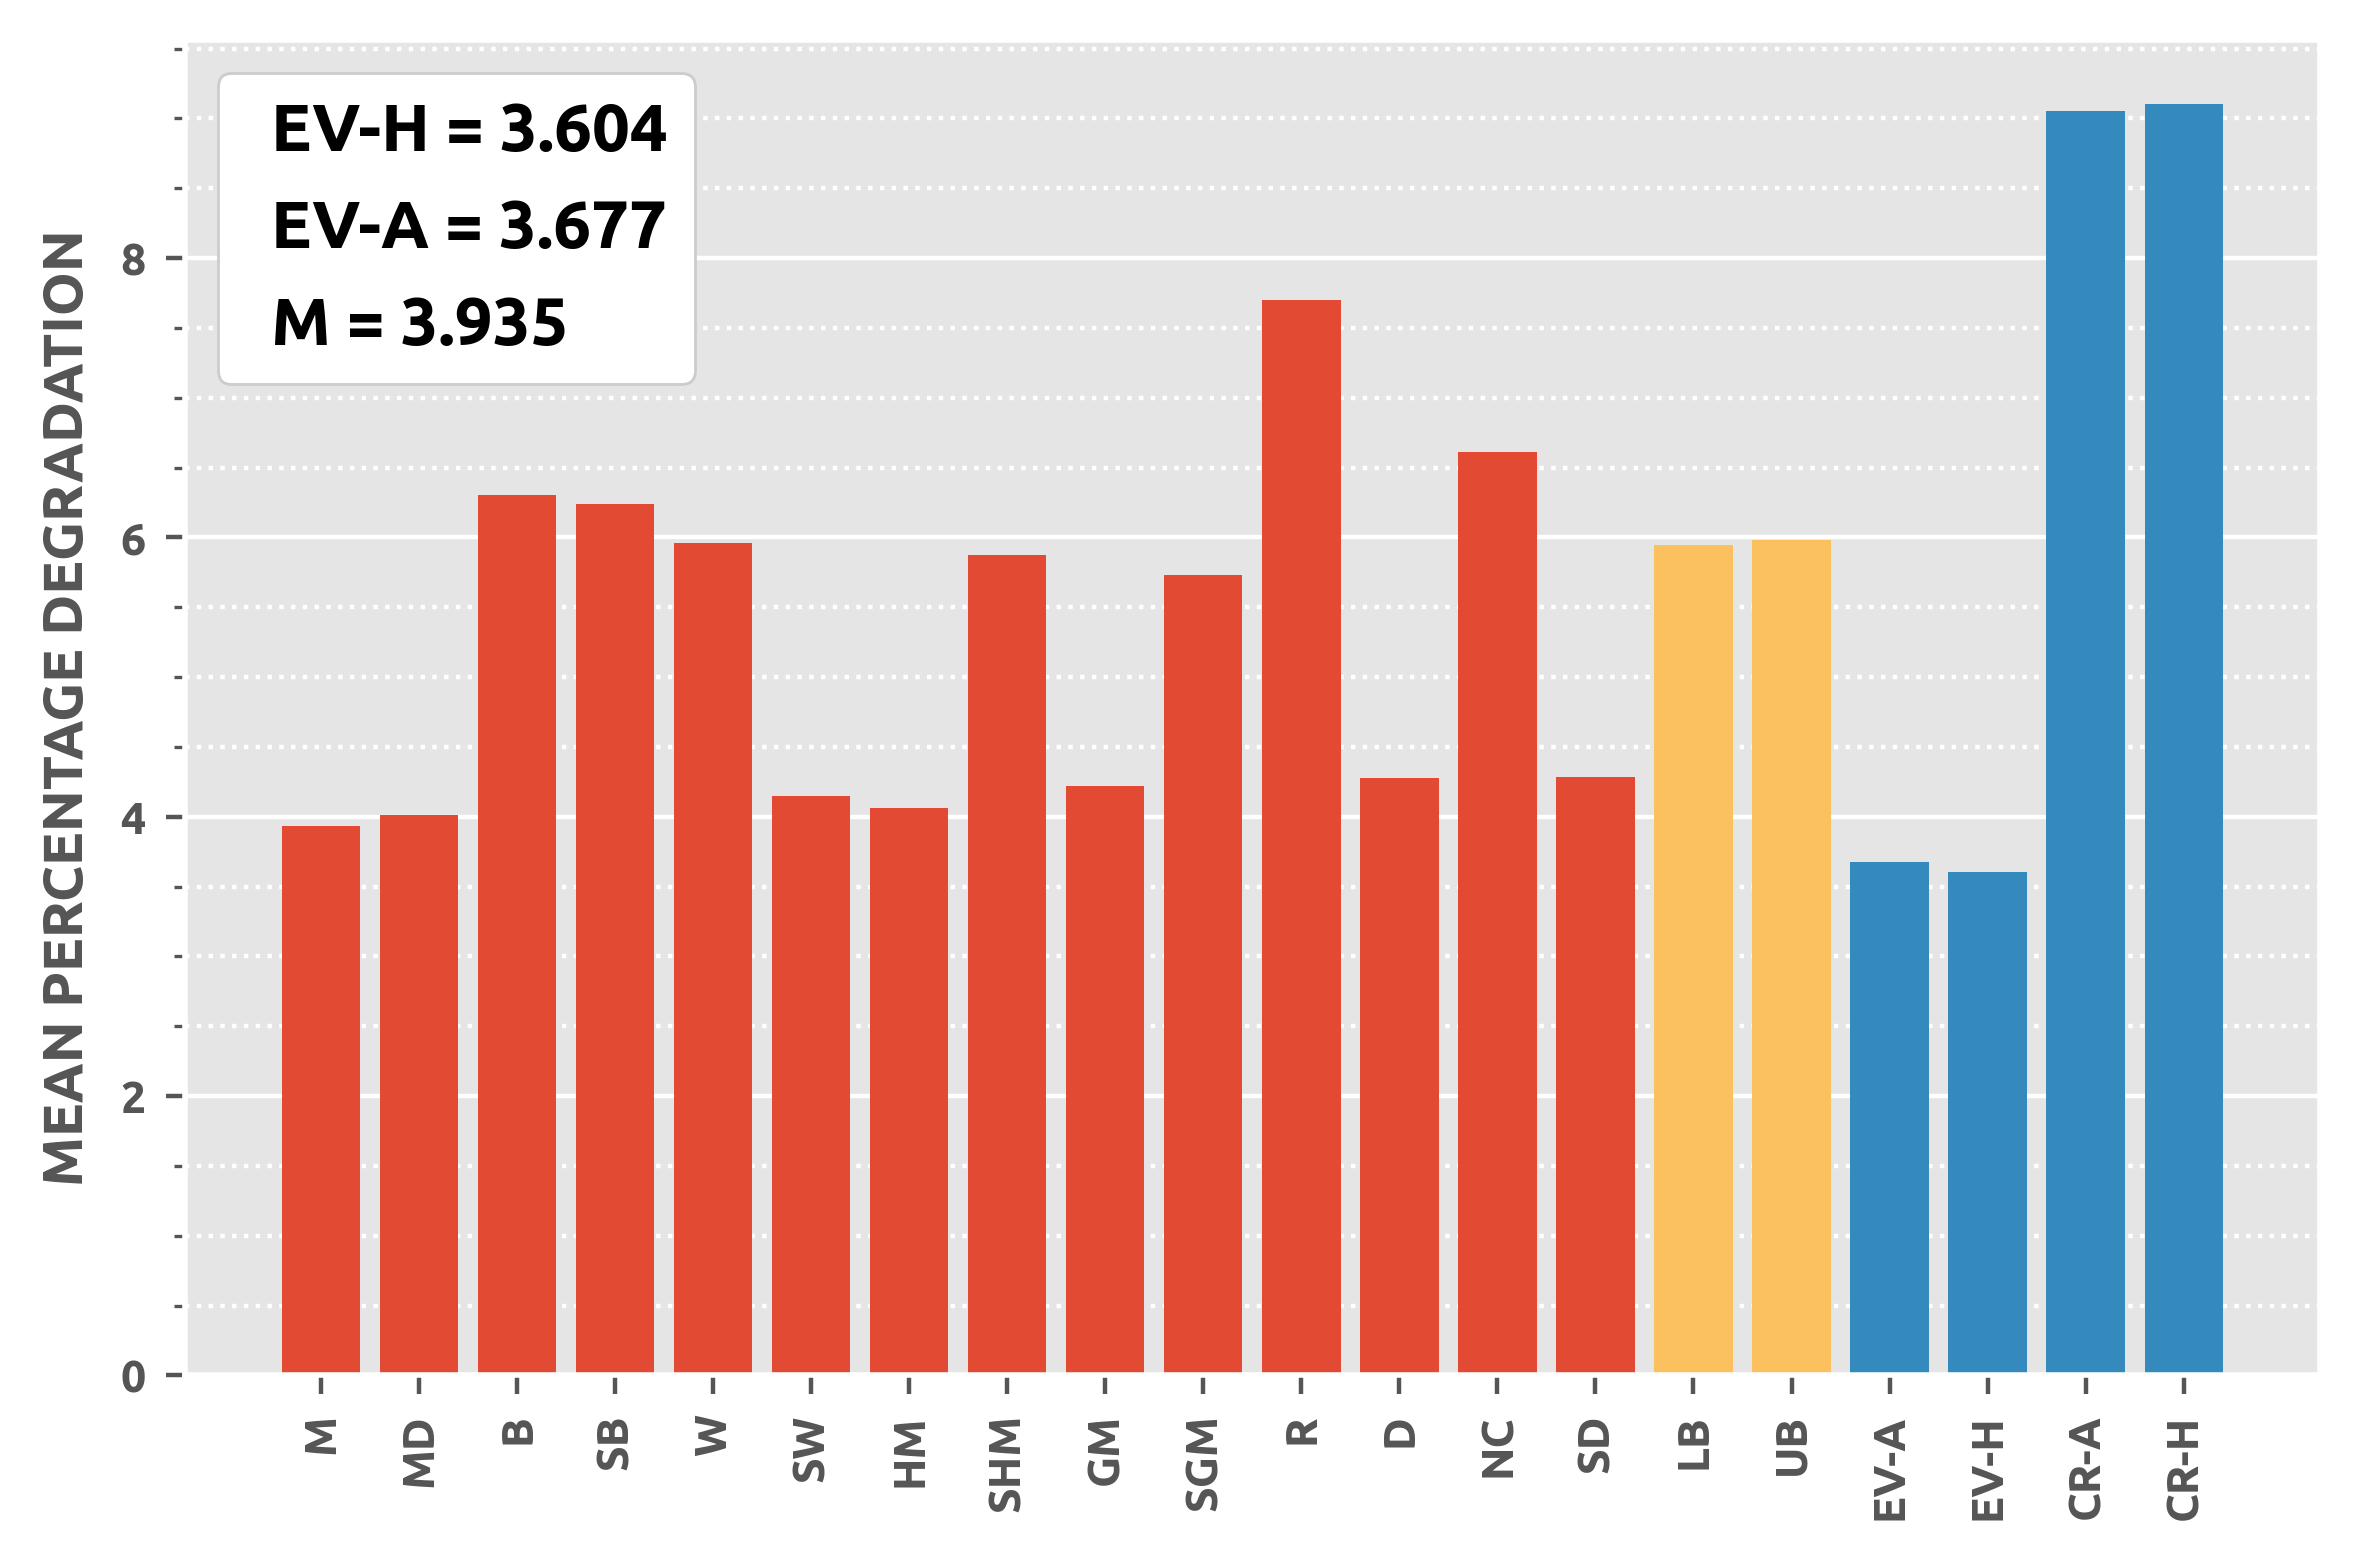 EV-H = 3.604
EV-A = 3.677
M = 3.935
MEAN PERCENTAGE DEGRADATION
8
6
4
2
0
M MD B SB W SW HM SHM GM SGM R D NC SD LB UB EV-A EV-H CR-A CR-H